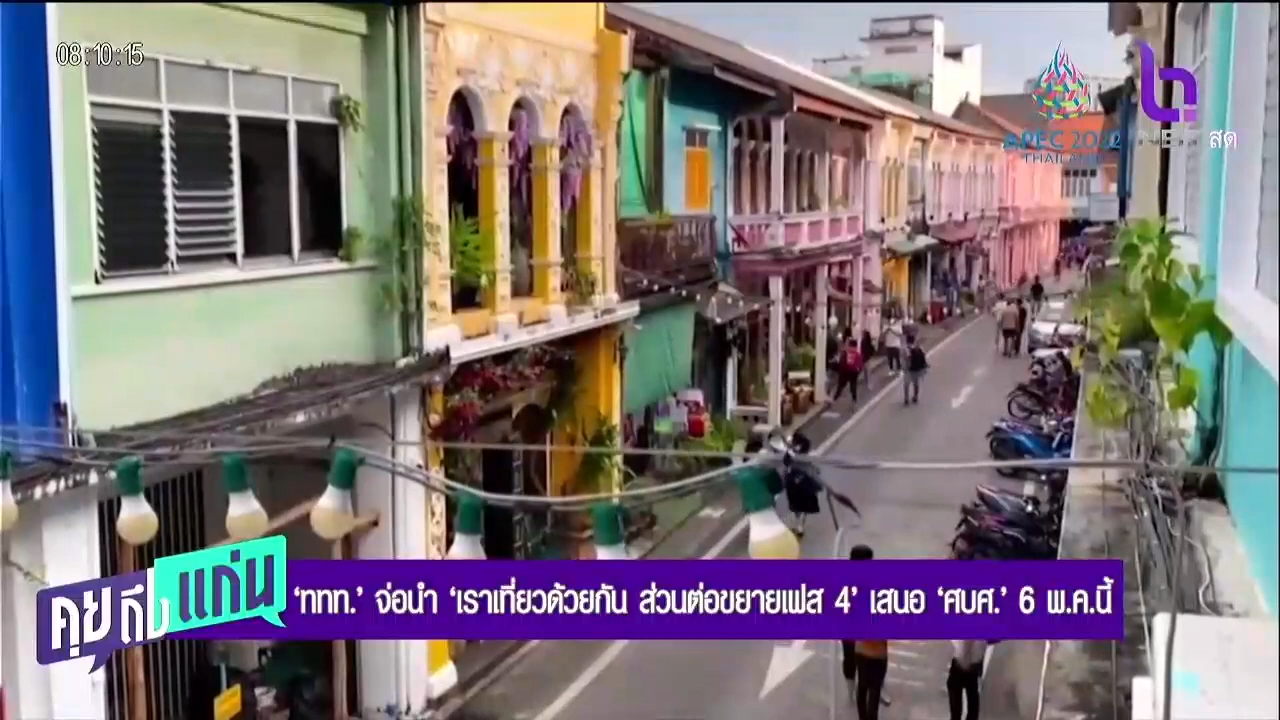 08:10:15
APEC 2022
THAILAND
สด
คุยถึงแก่น
‘ททท.’ จ่อนำ ‘เราเที่ยวด้วยกัน ส่วนต่อขยายเฟส 4’ เสนอ ‘ศบศ.’ 6 พ.ค.นี้